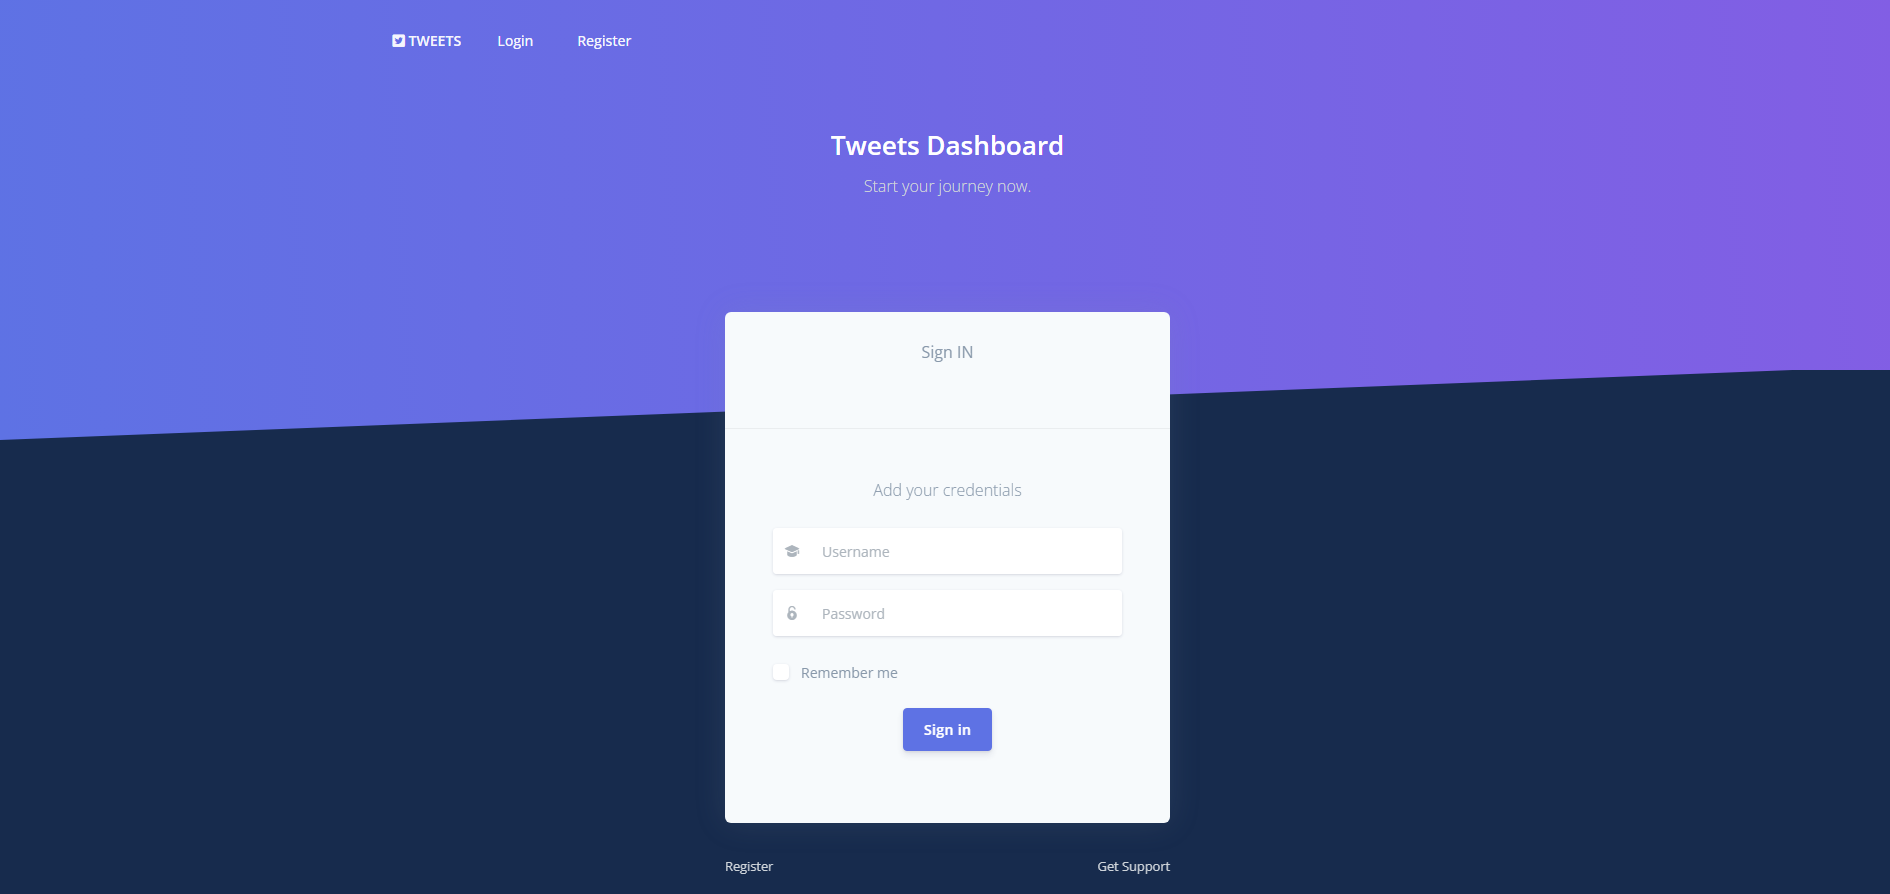 TWEETS Login Register
Tweets Dashboard
Start your journey now.
Sign IN
Add your credentials
Username
Password
Remember me
Sign in
Register Get Support